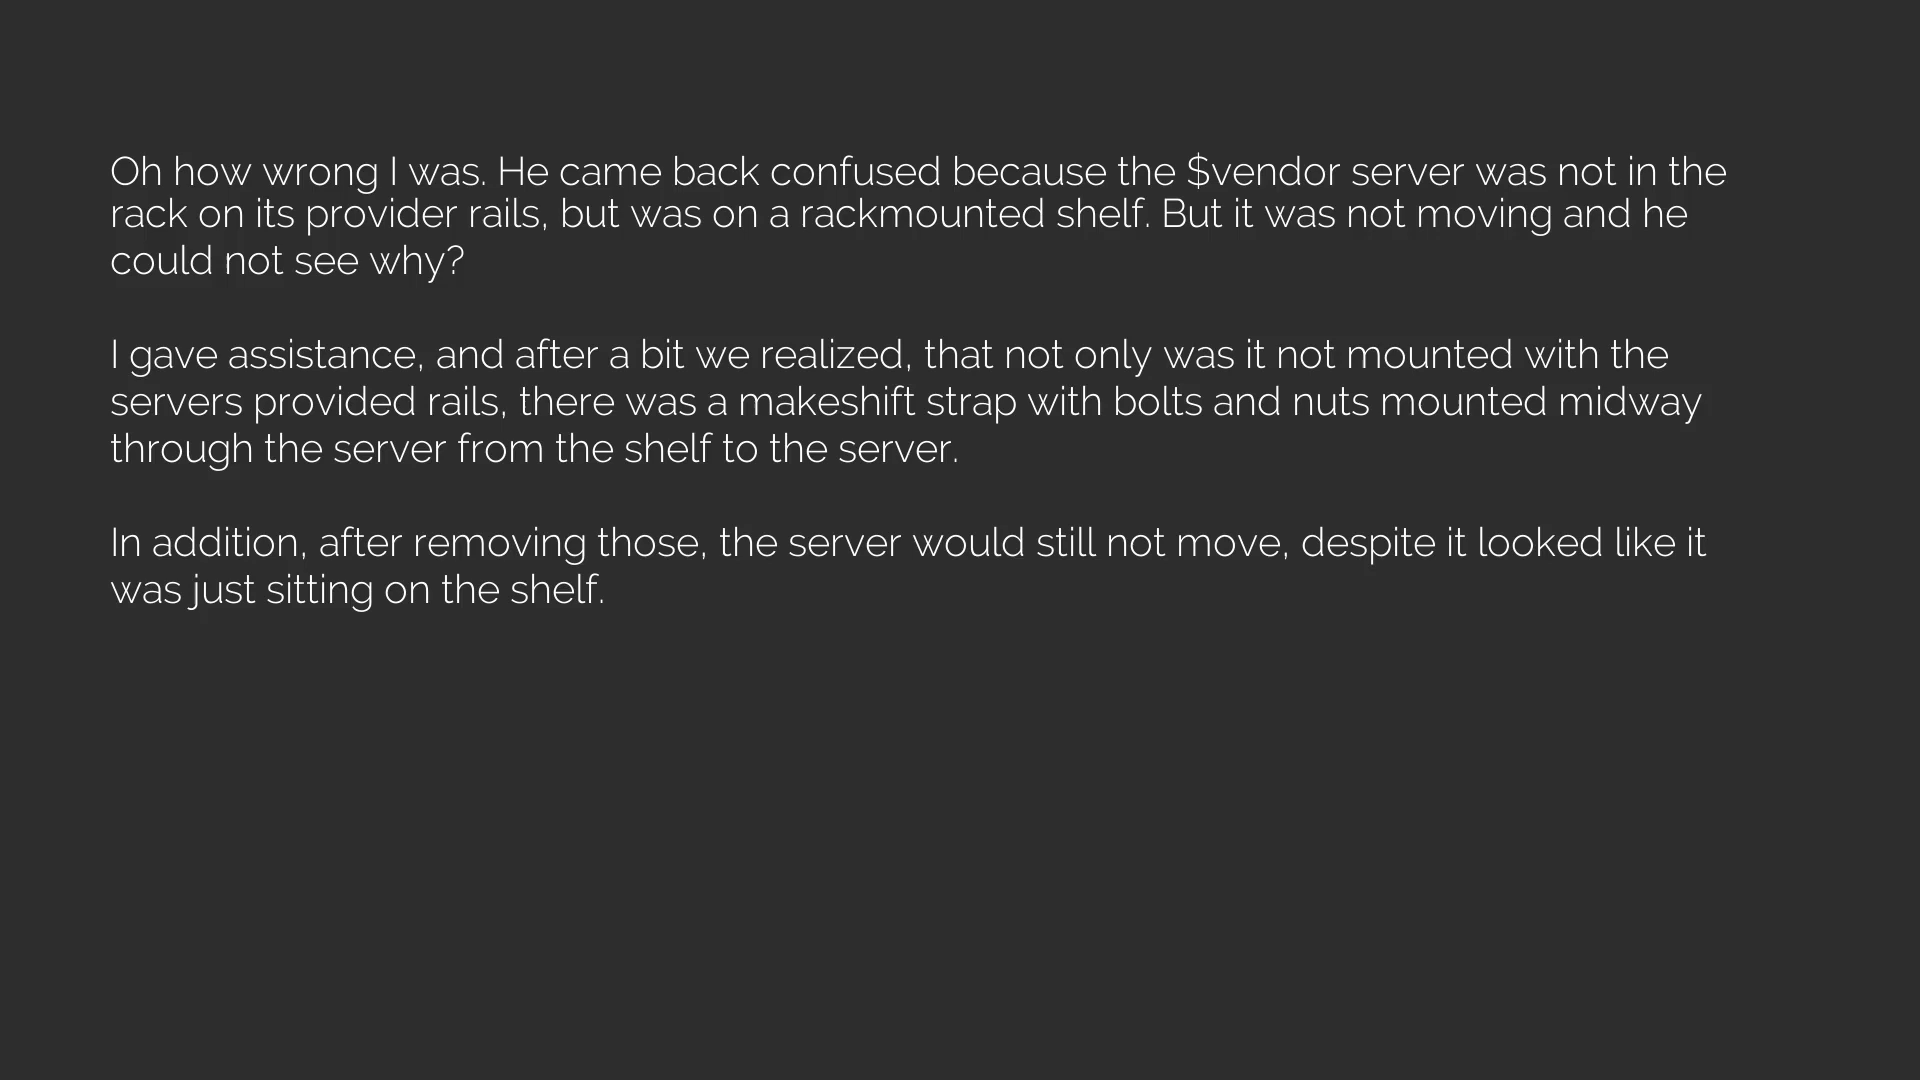 Oh how wrong I was. He came back confused because the $vendor server was not in the
rack on its provider rails, but was on a rackmounted shelf. But it was not moving and he
could not see why?
I gave assistance, and after a bit we realized, that not only was it not mounted with the
servers provided rails, there was a makeshift strap with bolts and nuts mounted midway
through the server from the shelf to the server.
In addition, after removing those, the server would still not move, despite it looked like it
was just sitting on the shelf.